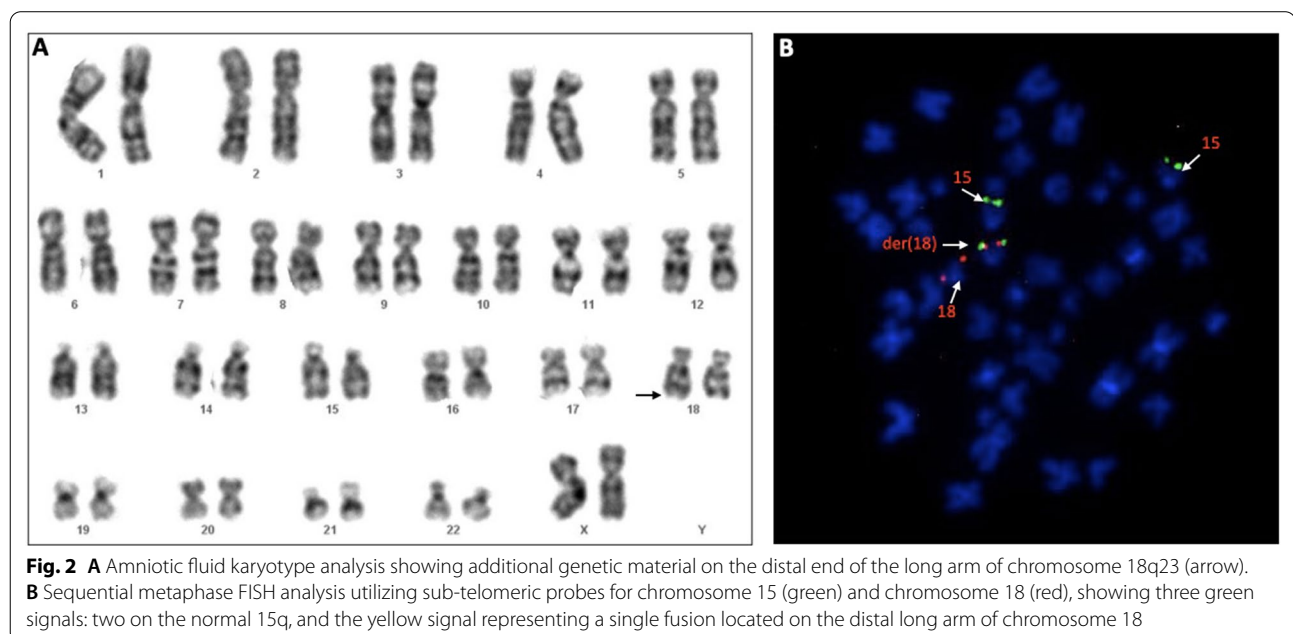 A
1 2 3 4 5
6 7 8 9 10 11 12
13 14 15 16 17 18
19 20 21 22 X Y
B
15
15
der(18)
18
Fig. 2 A Amniotic fluid karyotype analysis showing additional genetic material on the distal end of the long arm of chromosome 18q23 (arrow).
B Sequential metaphase FISH analysis utilizing sub-telomeric probes for chromosome 15 (green) and chromosome 18 (red), showing three green
signals: two on the normal 15q, and the yellow signal representing a single fusion located on the distal long arm of chromosome 18